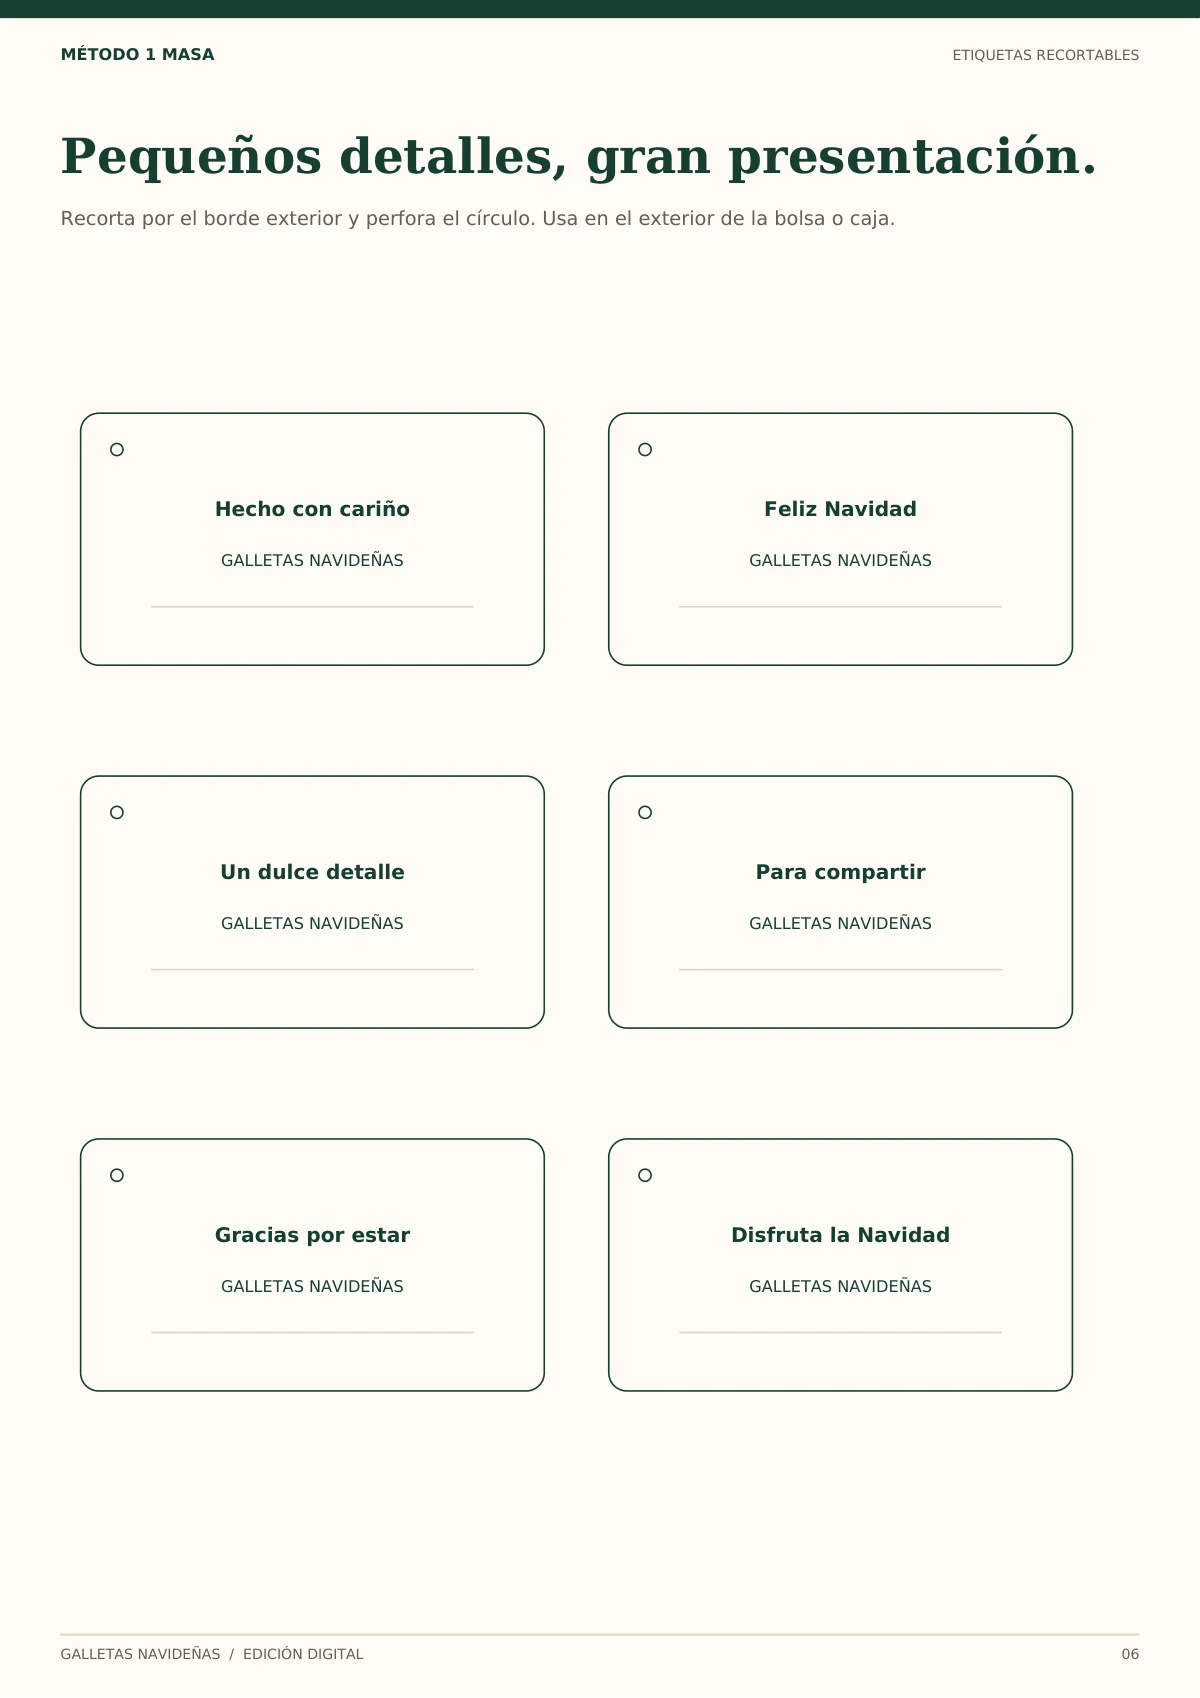 MÉTODO 1 MASA
ETIQUETAS RECORTABLES
Pequeños detalles, gran presentación.
Recorta por el borde exterior y perfora el círculo. Usa en el exterior de la bolsa o caja.
Hecho con cariño
GALLETAS NAVIDEÑAS
Feliz Navidad
GALLETAS NAVIDEÑAS
Un dulce detalle
GALLETAS NAVIDEÑAS
Para compartir
GALLETAS NAVIDEÑAS
Gracias por estar
GALLETAS NAVIDEÑAS
Disfruta la Navidad
GALLETAS NAVIDEÑAS
GALLETAS NAVIDEÑAS / EDICIÓN DIGITAL
06